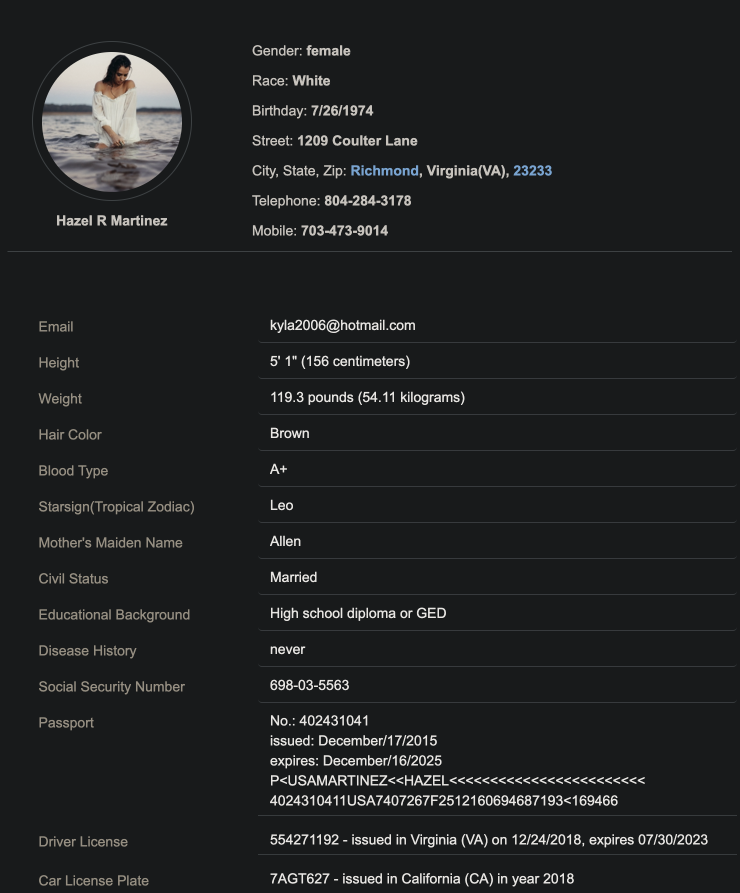 Hazel R Martinez
Gender: female
Race: White
Birthday: 7/26/1974
Street: 1209 Coulter Lane
City, State, Zip: Richmond, Virginia(VA), 23233
Telephone: 804-284-3178
Mobile: 703-473-9014
Email kyla2006@hotmail.com
Height 5' 1" (156 centimeters)
Weight 119.3 pounds (54.11 kilograms)
Hair Color Brown
Blood Type A+
Starsign(Tropical Zodiac) Leo
Mother's Maiden Name Allen
Civil Status Married
Educational Background High school diploma or GED
Disease History never
Social Security Number 698-03-5563
Passport No.: 402431041
issued: December/17/2015
expires: December/16/2025
P<USAMARTINEZ<<HAZEL<<<<<<<<<<<<<<<<<<<<<<<<
4024310411USA7407267F2512160694687193<169466
Driver License 554271192 - issued in Virginia (VA) on 12/24/2018, expires 07/30/2023
Car License Plate 7AGT627 - issued in California (CA) in year 2018